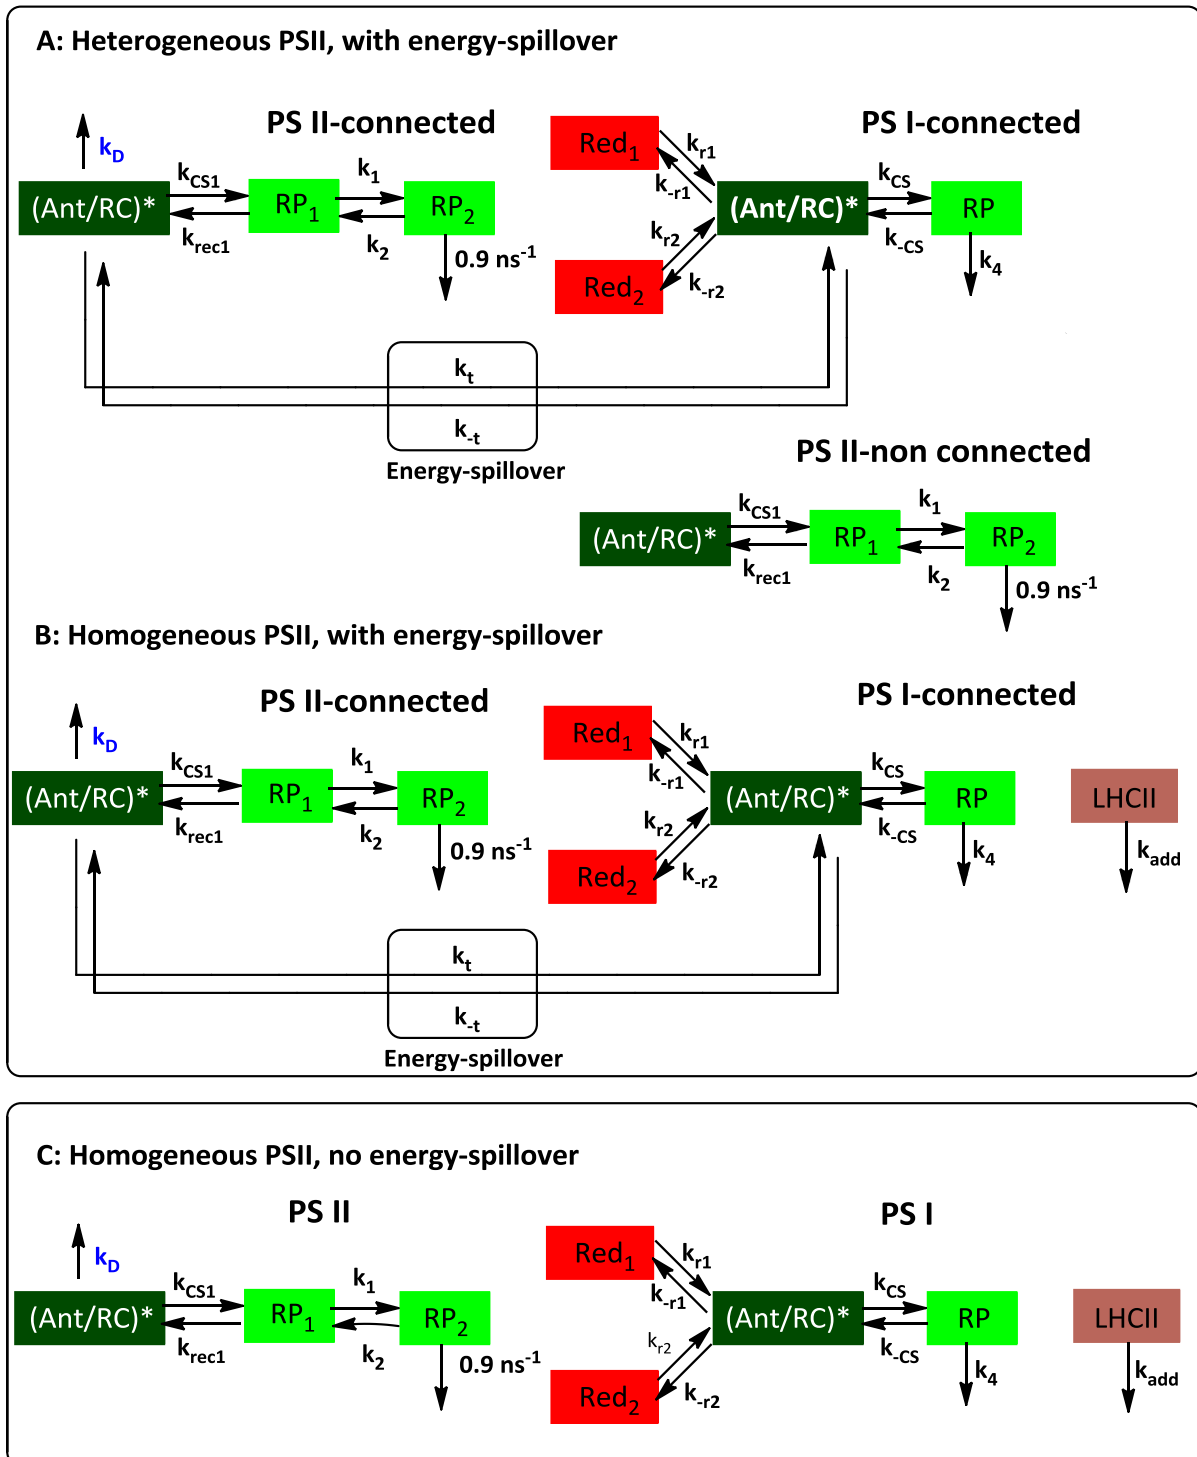 A: Heterogeneous PSII, with energy-spillover
PS II-connected
PS I-connected
k_D
(Ant/RC)*
k_CS1
k_rec1
RP_1
k_1
k_2
RP_2
0.9 ns^-1
Red_1
k_r1
k_-r1
Red_2
k_r2
k_-r2
(Ant/RC)*
k_CS
k_-CS
RP
k_4
k_t
k_-t
Energy-spillover
PS II-non connected
(Ant/RC)*
k_CS1
k_rec1
RP_1
k_1
k_2
RP_2
0.9 ns^-1
B: Homogeneous PSII, with energy-spillover
PS II-connected
PS I-connected
k_D
(Ant/RC)*
k_CS1
k_rec1
RP_1
k_1
k_2
RP_2
0.9 ns^-1
Red_1
k_r1
k_-r1
Red_2
k_r2
k_-r2
(Ant/RC)*
k_CS
k_-CS
RP
k_4
LHCII
k_add
k_t
k_-t
Energy-spillover
C: Homogeneous PSII, no energy-spillover
PS II
PS I
k_D
(Ant/RC)*
k_CS1
k_rec1
RP_1
k_1
k_2
RP_2
0.9 ns^-1
Red_1
k_r1
k_-r1
Red_2
k_r2
k_-r2
(Ant/RC)*
k_CS
k_-CS
RP
k_4
LHCII
k_add